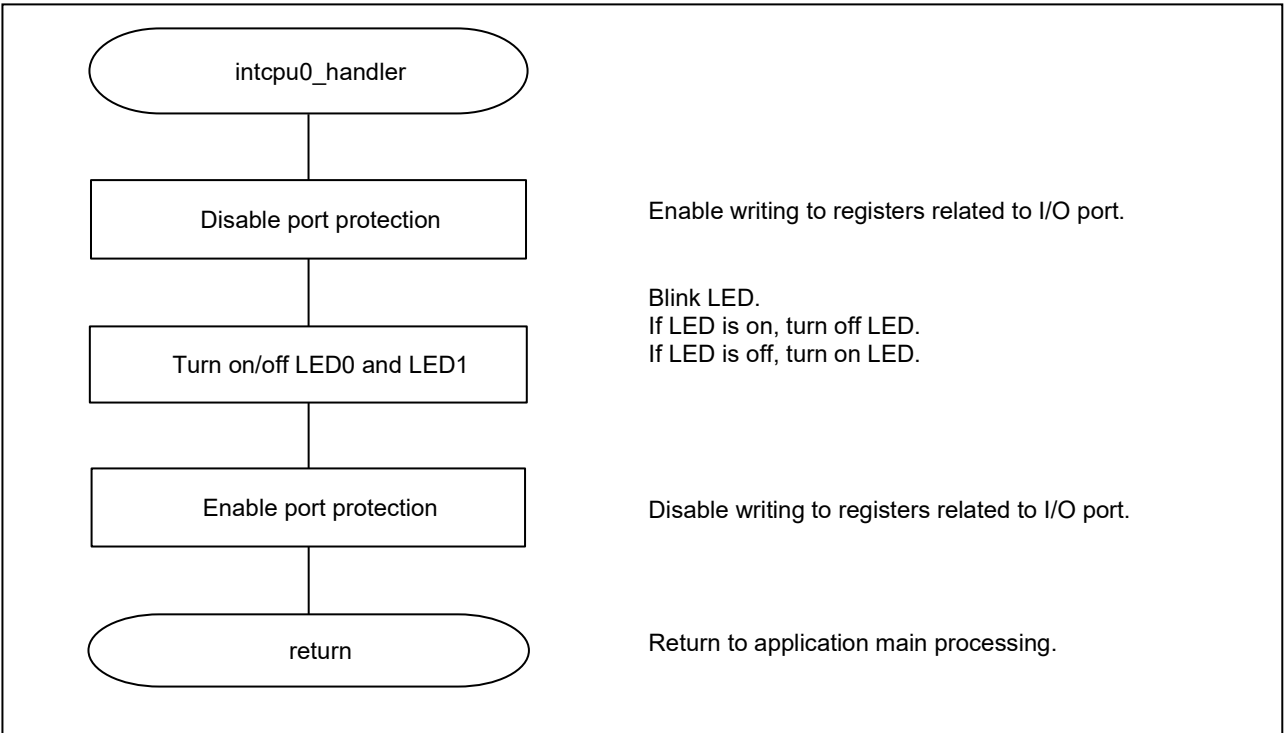 intcpu0_handler
Disable port protection
Enable writing to registers related to I/O port.
Blink LED.
If LED is on, turn off LED.
If LED is off, turn on LED.
Turn on/off LED0 and LED1
Enable port protection
Disable writing to registers related to I/O port.
return
Return to application main processing.